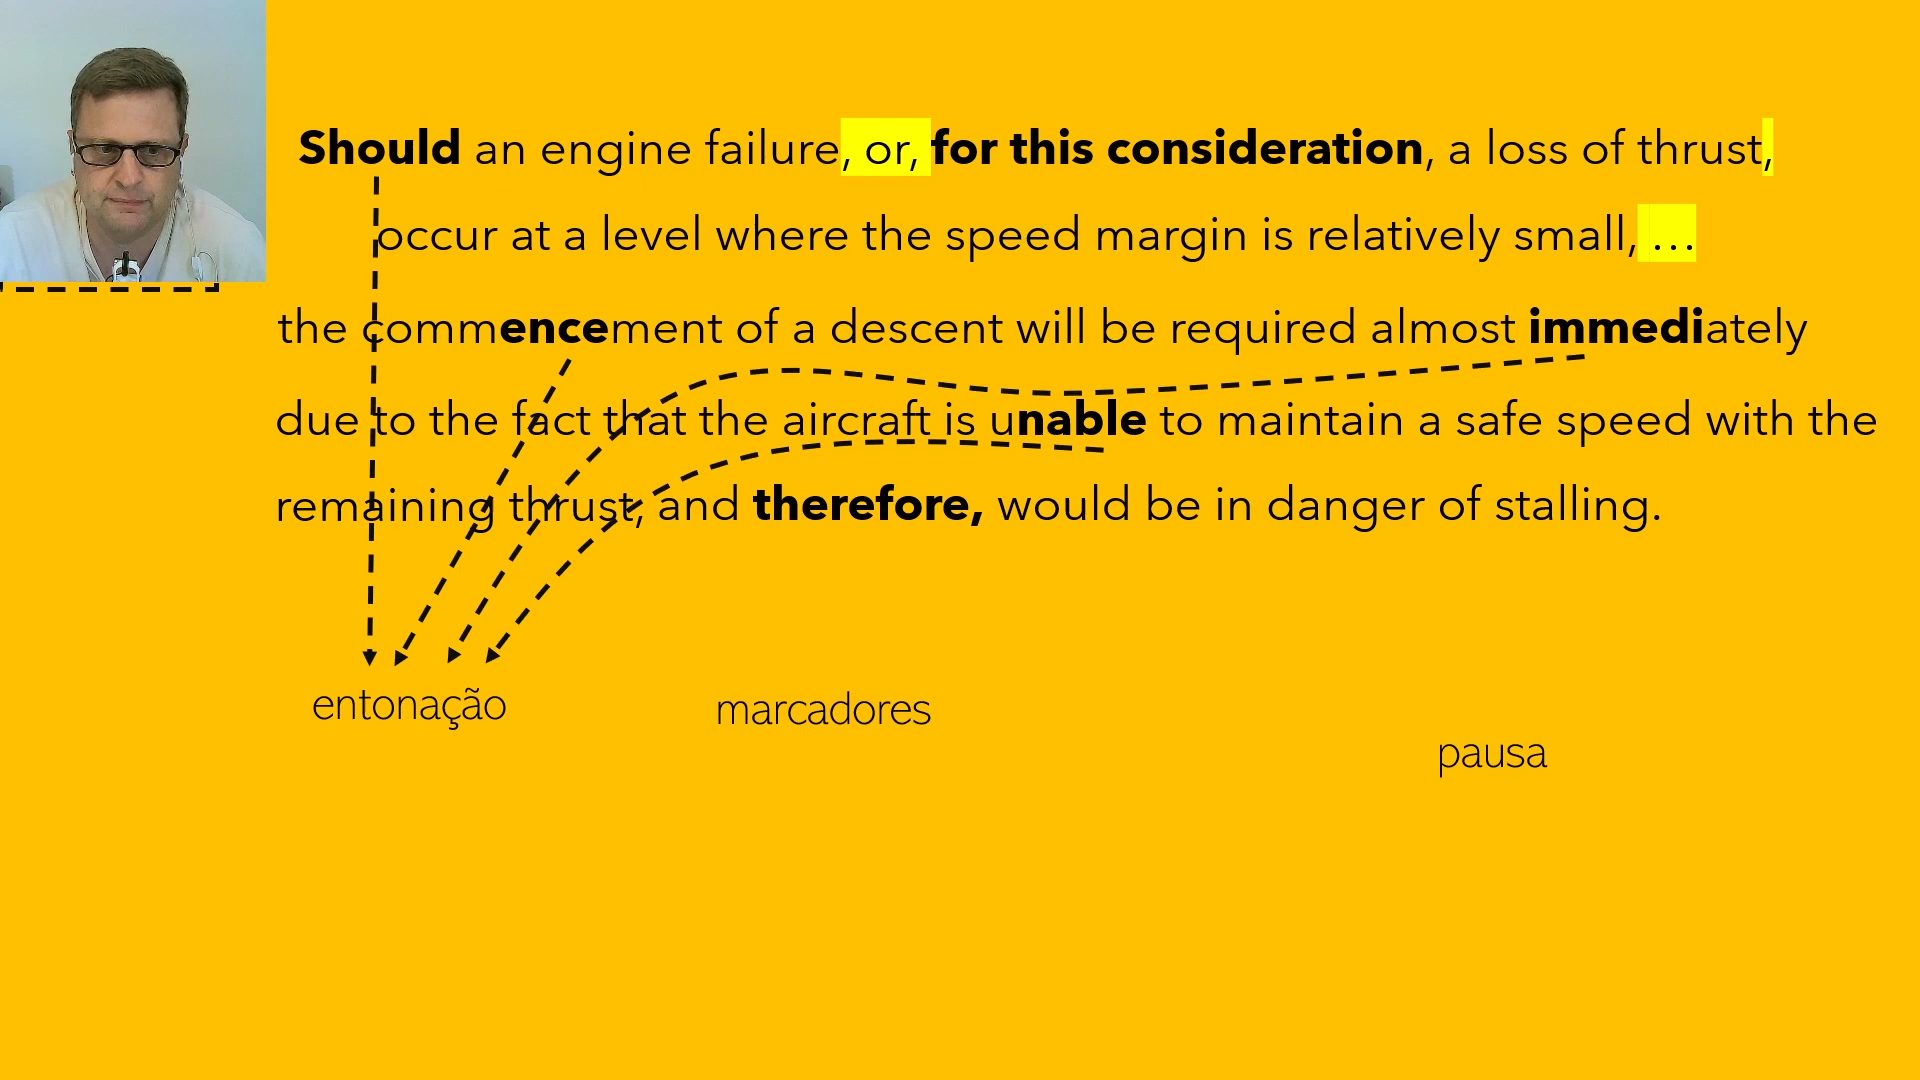 Should an engine failure, or, for this consideration, a loss of thrust,
occur at a level where the speed margin is relatively small, …
the commencement of a descent will be required almost immediately
due to the fact that the aircraft is unable to maintain a safe speed with the
remaining thrust, and therefore, would be in danger of stalling.
entonação
marcadores
pausa